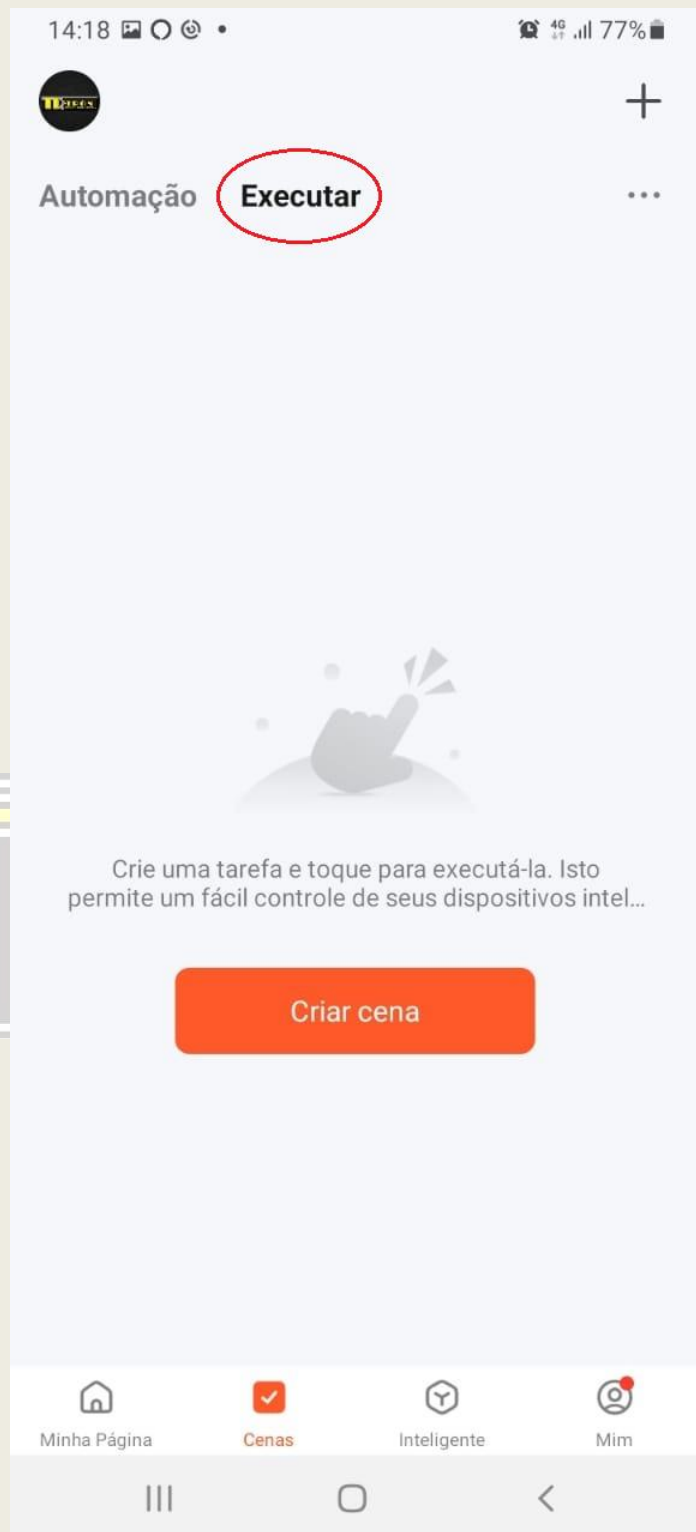 14:18
4G
77%
Automação Executar
Crie uma tarefa e toque para executá-la. Isto
permite um fácil controle de seus dispositivos intel...
Criar cena
Minha Página Cenas Inteligente Mim